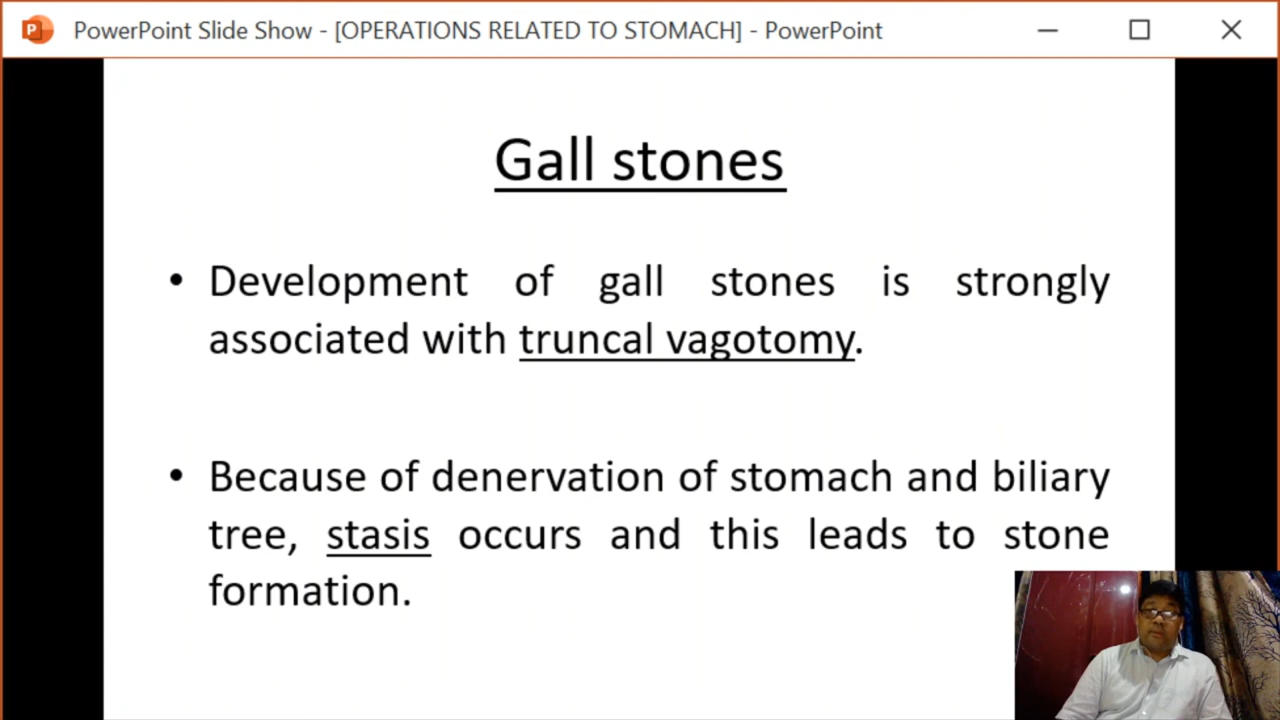 PowerPoint Slide Show - [OPERATIONS RELATED TO STOMACH] - PowerPoint
Gall stones
• Development of gall stones is strongly
associated with truncal vagotomy.
• Because of denervation of stomach and biliary
tree, stasis occurs and this leads to stone
formation.